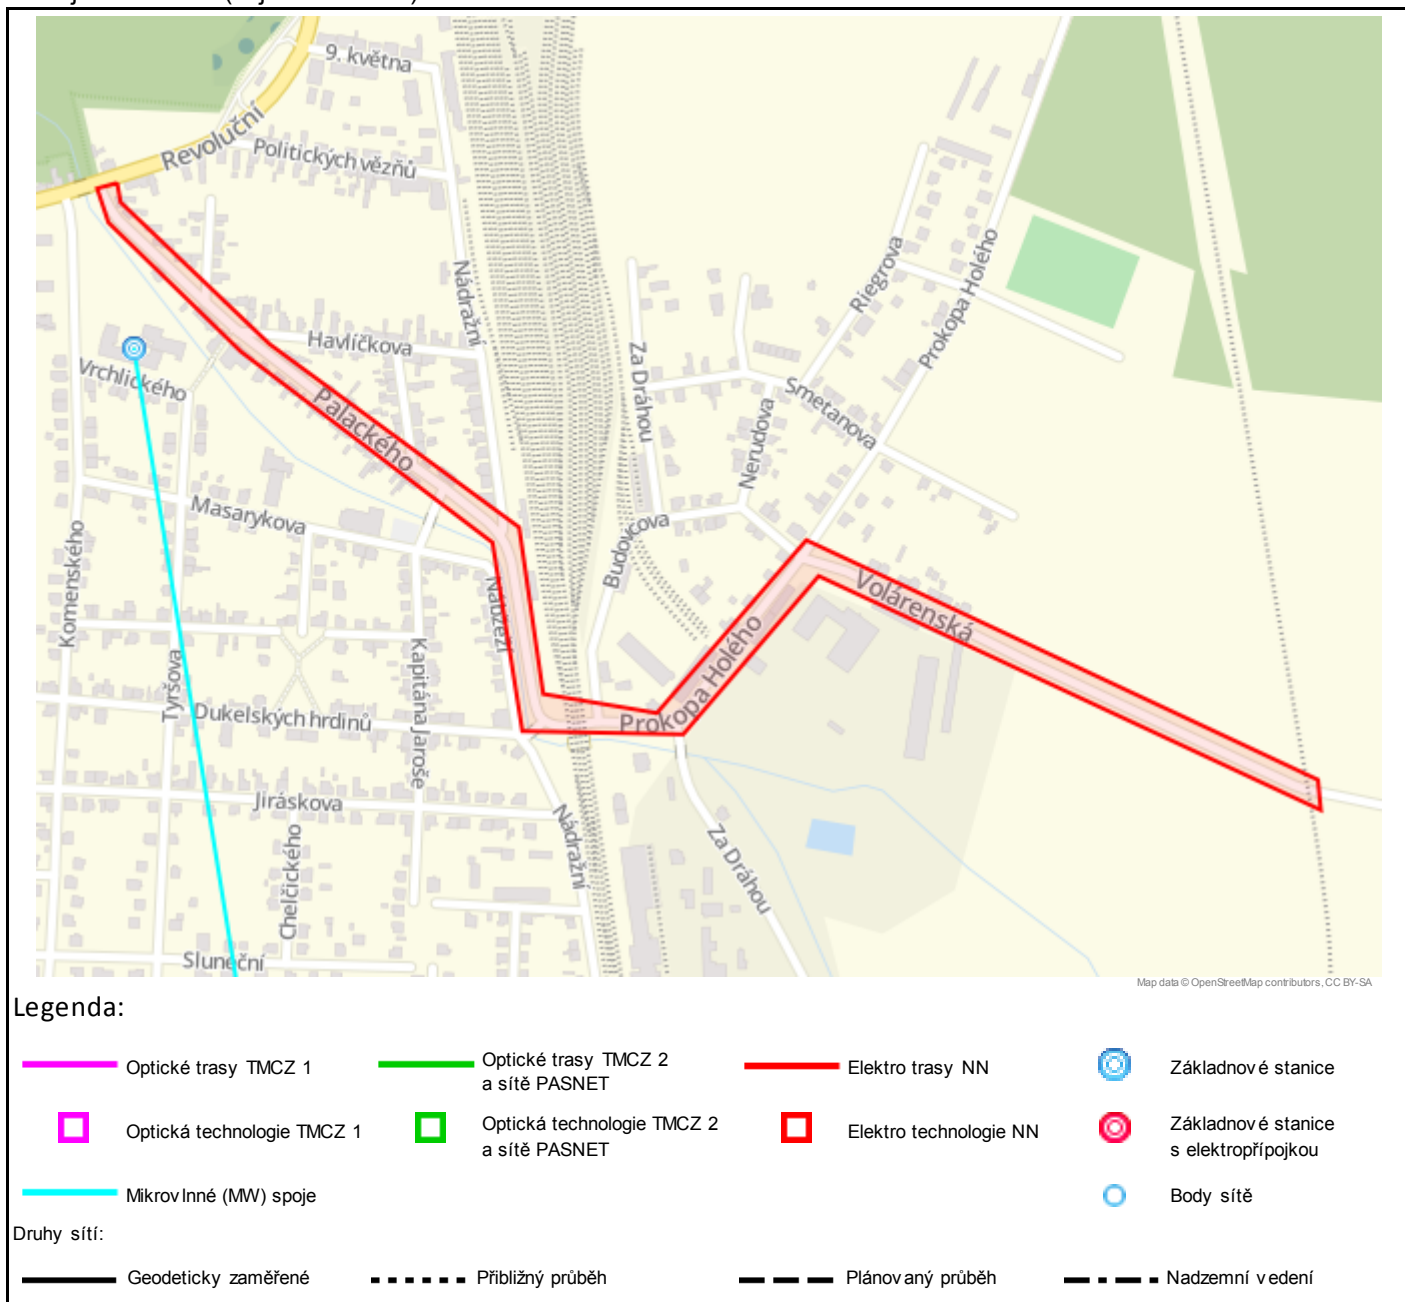 9. května
Revoluční
Politických vězňů
Nádražní
Havlíčkova
Vrchlického
Palackého
Za Dráhou
Riegrova
Prokopa Holého
Smetanova
Nerudova
Masarykova
Budovcova
Komenského
Nábřeží
Volárenská
Tyršova
Kapitána Jaroše
Prokopa Holého
Dukelských hrdinů
Jiráskova
Nádražní
Za Dráhou
Chelčického
Sluneční
Map data © OpenStreetMap contributors, CC BY-SA
Legenda:
Optické trasy TMCZ 1
Optické trasy TMCZ 2
a sítě PASNET
Elektro trasy NN
Základnové stanice
Optická technologie TMCZ 1
Optická technologie TMCZ 2
a sítě PASNET
Elektro technologie NN
Základnové stanice
s elektropřípojkou
Mikrovlnné (MW) spoje
Body sítě
Druhy sítí:
Geodeticky zaměřené
Přibližný průběh
Plánovaný průběh
Nadzemní vedení